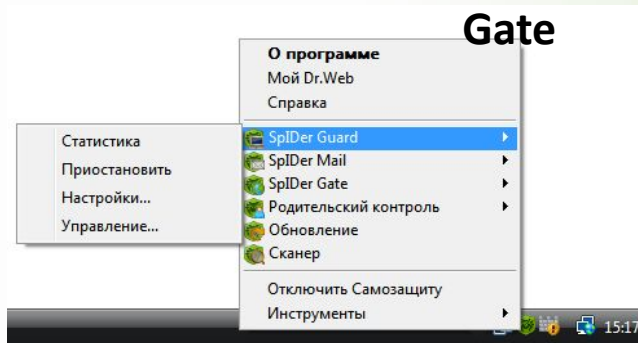 Gate
О программе
Мой Dr.Web
Справка
SpIDer Guard
SpIDer Mail
SpIDer Gate
Родительский контроль
Обновление
Сканер
Отключить Самозащиту
Инструменты
Статистика
Приостановить
Настройки...
Управление...
15:17